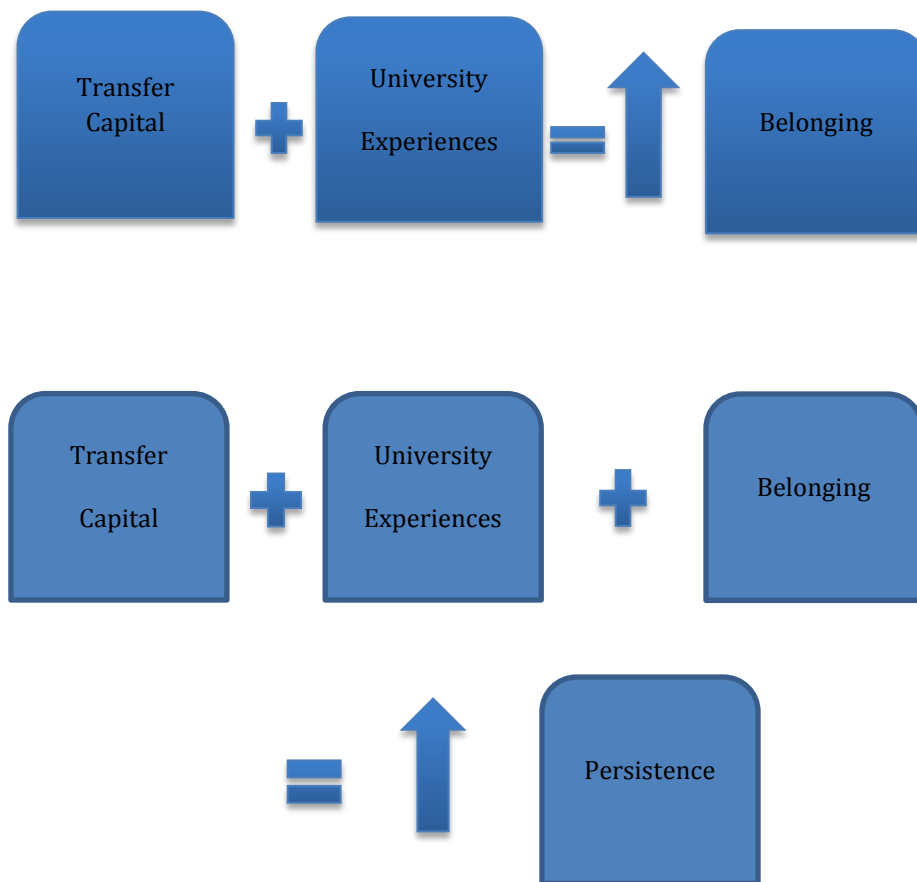 Transfer
Capital
University
Experiences
Belonging
Transfer
Capital
University
Experiences
Belonging
Persistence